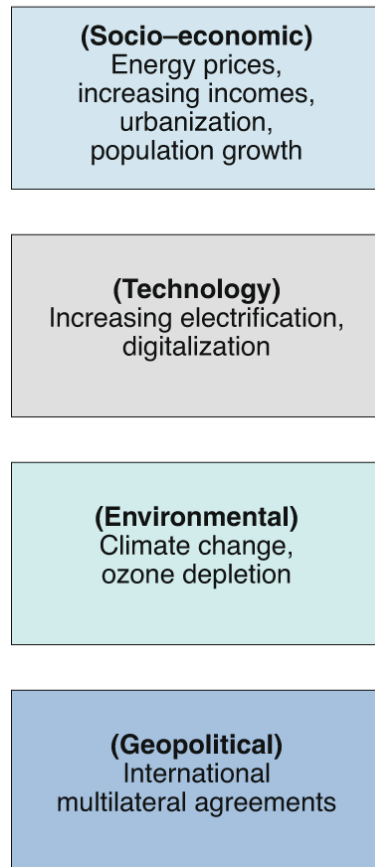 (Socio–economic)
Energy prices,
increasing incomes,
urbanization,
population growth
(Technology)
Increasing electrification,
digitalization
(Environmental)
Climate change,
ozone depletion
(Geopolitical)
International
multilateral agreements